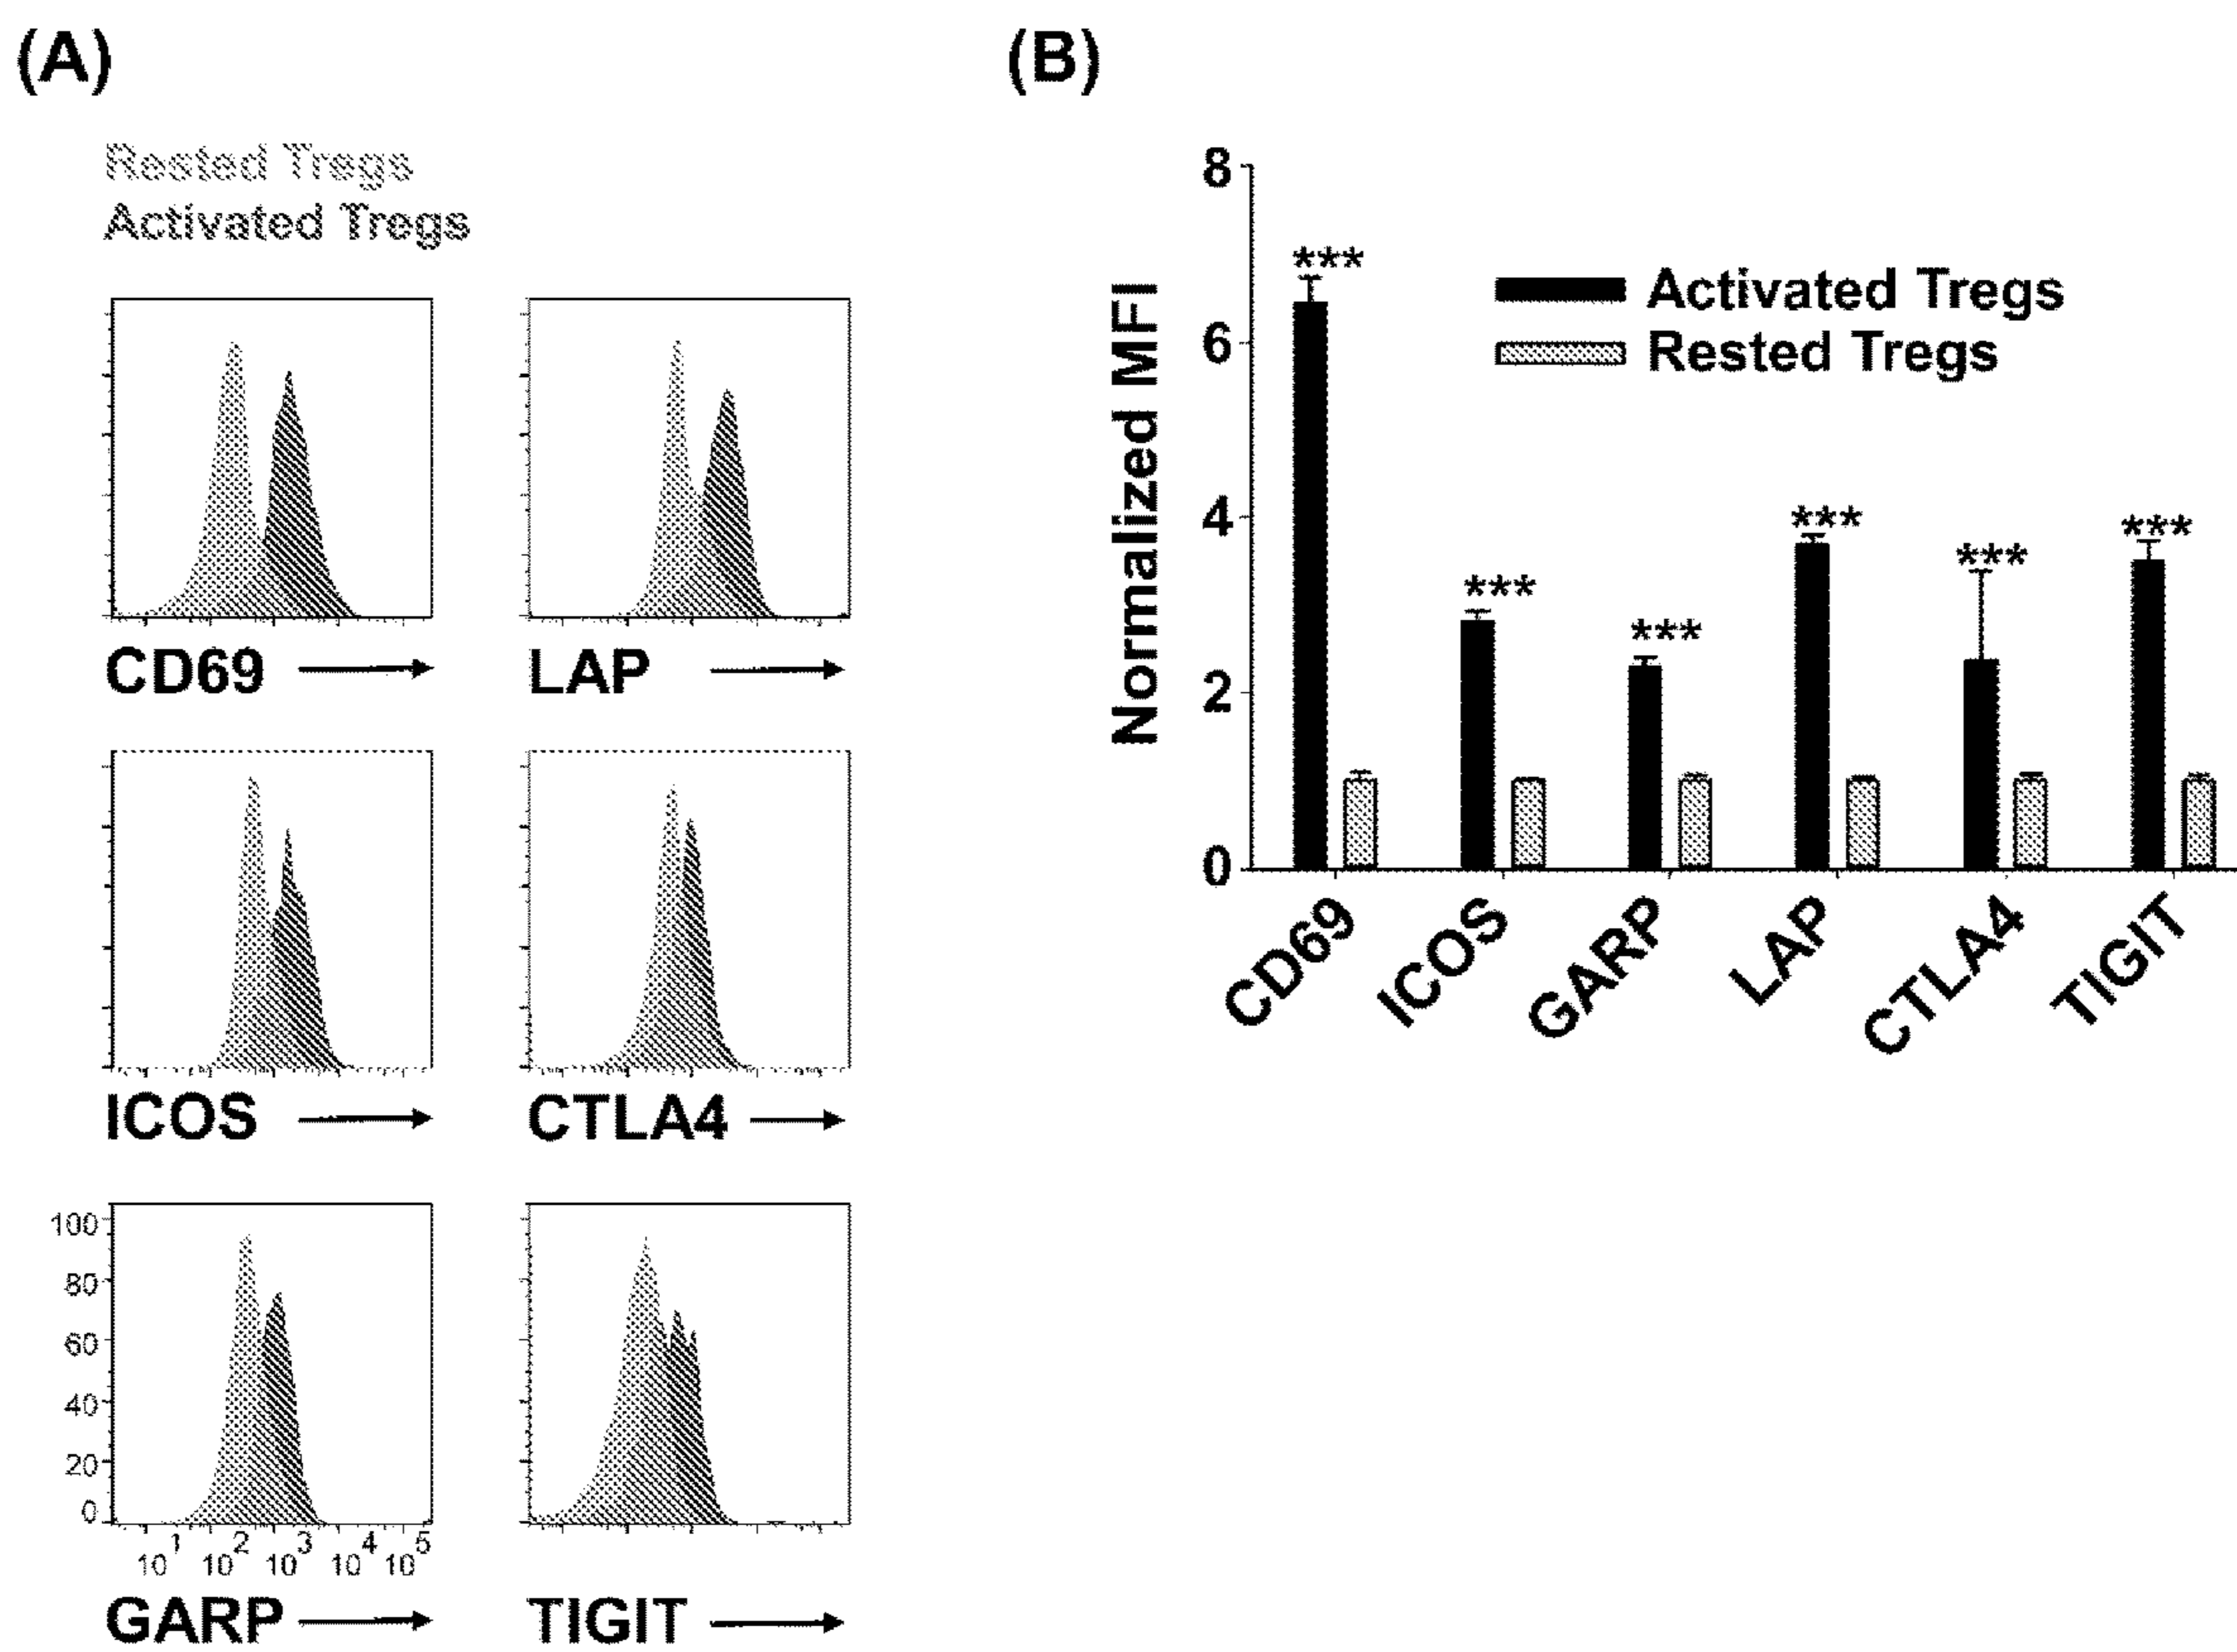 (A)
Rested Tregs
Activated Tregs
CD69
LAP
ICOS
CTLA4
100
80
60
40
20
0
10^1 10^2 10^3 10^4 10^5
GARP
TIGIT
(B)
Normalized MFI
8
6
4
2
0
***
***
***
***
***
***
Activated Tregs
Rested Tregs
CD69
ICOS
GARP
LAP
CTLA4
TIGIT